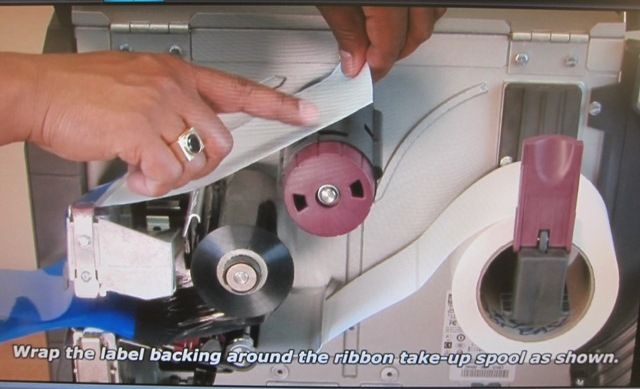 Wrap the label backing around the ribbon take-up spool as shown.